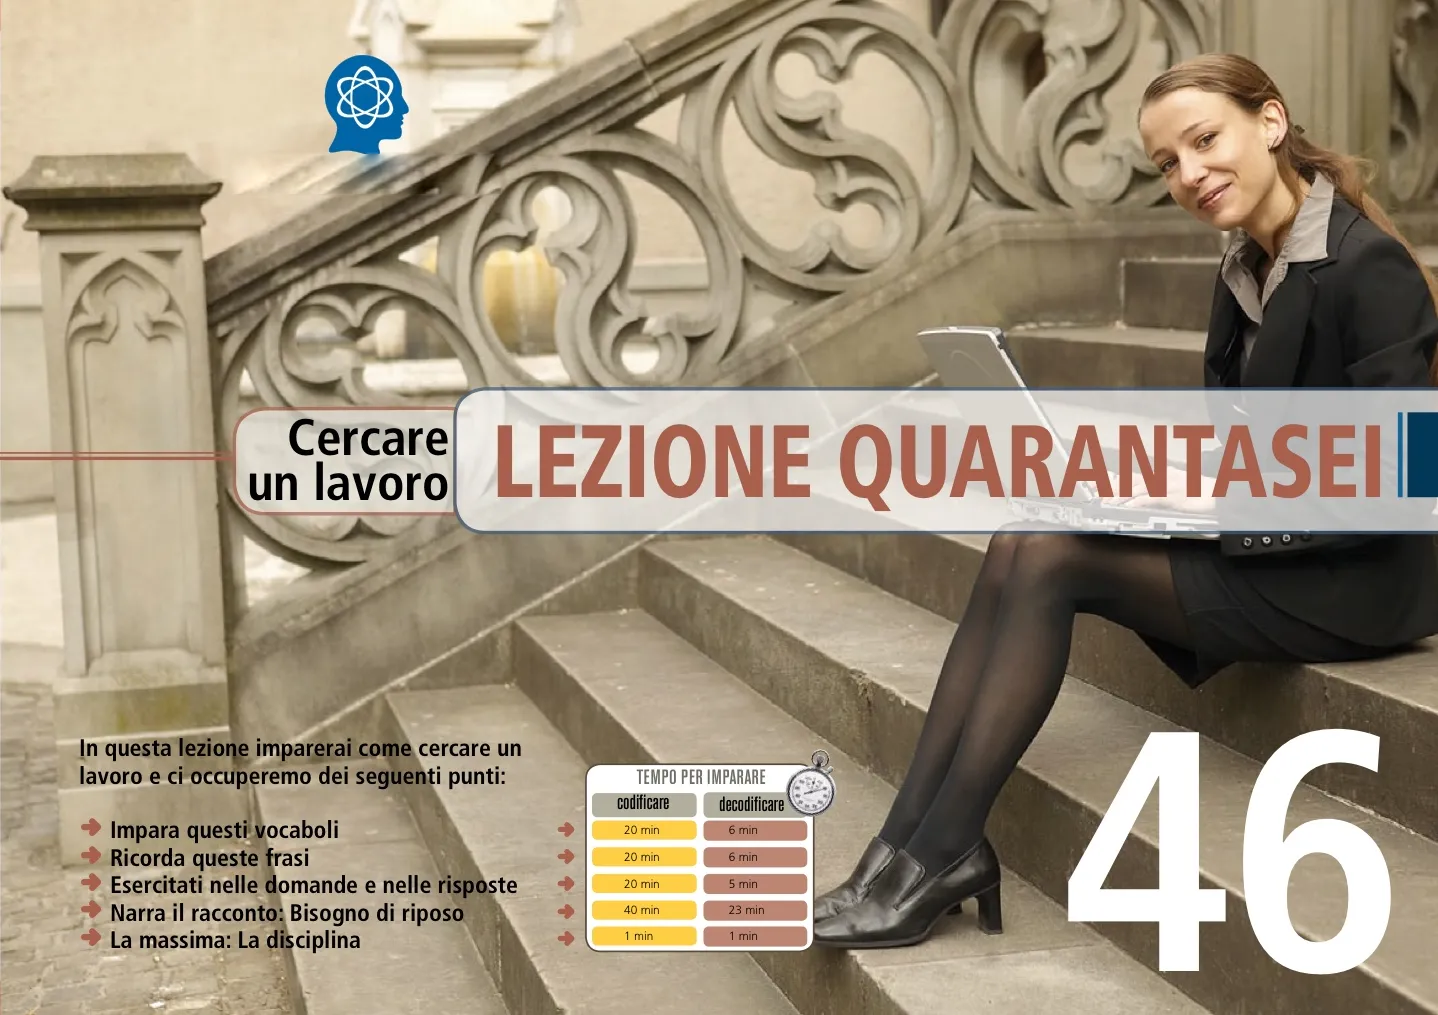 Cercare
un lavoro
LEZIONE QUARANTASEI
In questa lezione imparerai come cercare un
lavoro e ci occuperemo dei seguenti punti:
Impara questi vocaboli
Ricorda queste frasi
Esercitati nelle domande e nelle risposte
Narra il racconto: Bisogno di riposo
La massima: La disciplina
TEMPO PER IMPARARE
codificare decodificare
20 min 6 min
20 min 6 min
20 min 5 min
40 min 23 min
1 min 1 min
46